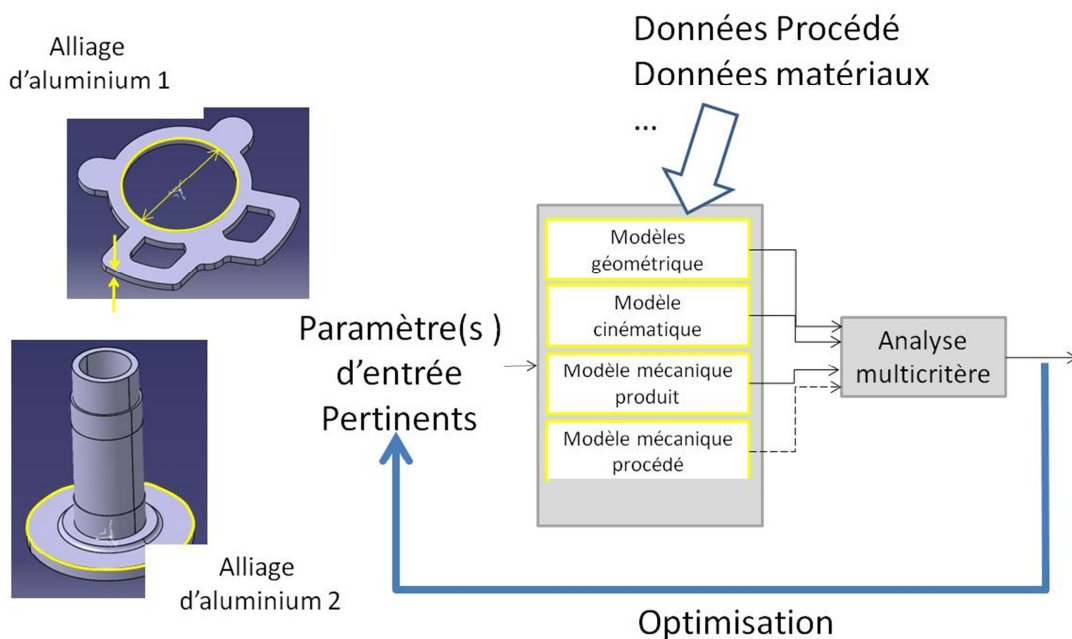 Alliage
d'aluminium 1
Données Procédé
Données matériaux
...
Modèles
géométrique
Modèle
cinématique
Modèle mécanique
produit
Modèle mécanique
procédé
Paramètre(s )
d'entrée
Pertinents
Analyse
multicritère
Alliage
d'aluminium 2
Optimisation